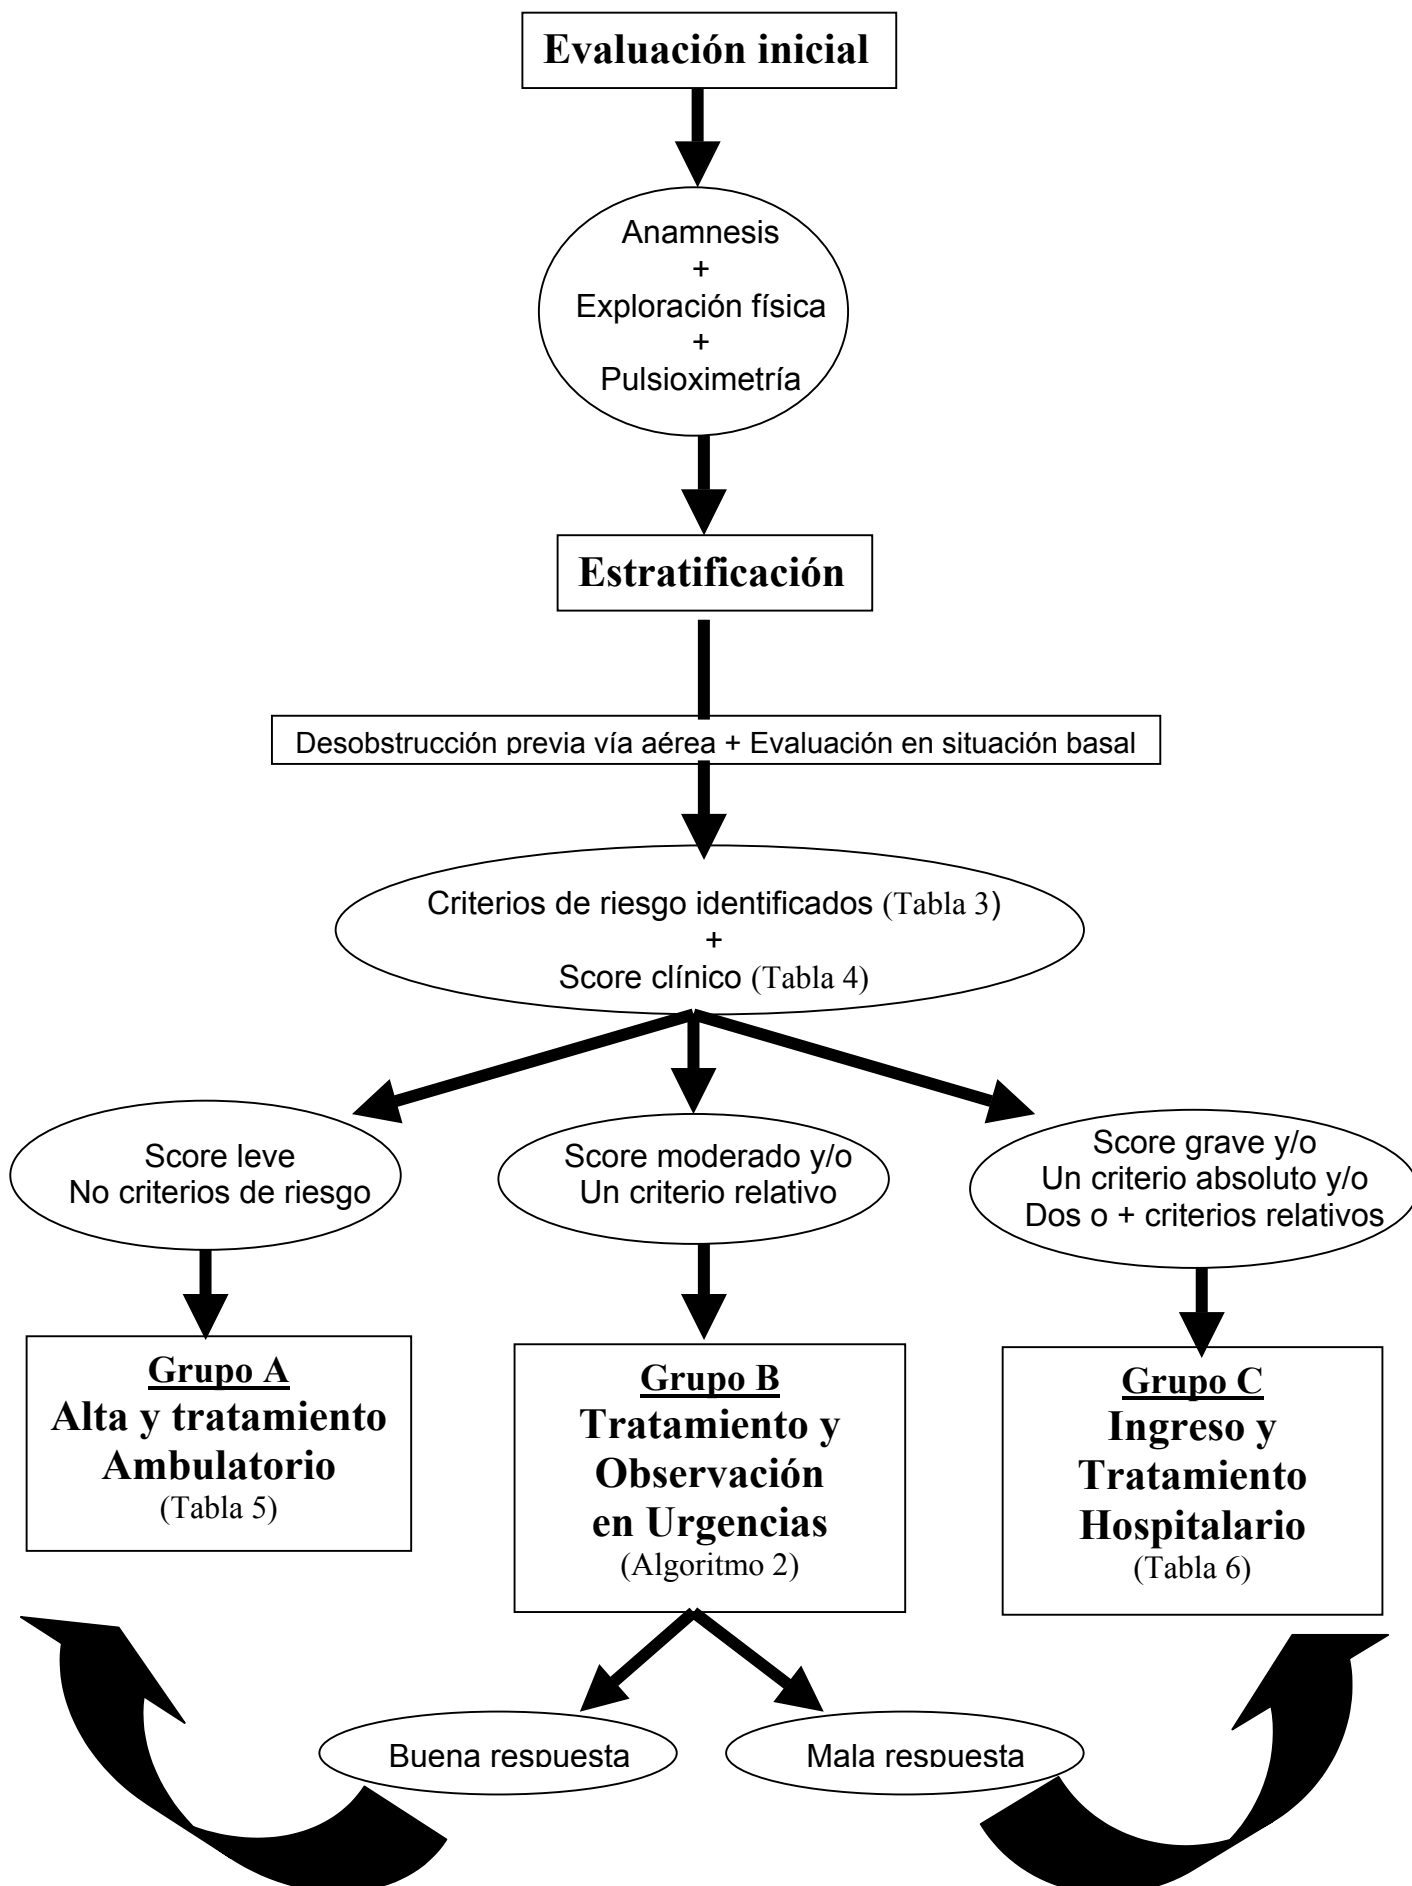 Evaluación inicial
Anamnesis
+
Exploración física
+
Pulsioximetría
Estratificación
Desobstrucción previa vía aérea + Evaluación en situación basal
Criterios de riesgo identificados (Tabla 3)
+
Score clínico (Tabla 4)
Score leve
No criterios de riesgo
Score moderado y/o
Un criterio relativo
Score grave y/o
Un criterio absoluto y/o
Dos o + criterios relativos
Grupo A
Alta y tratamiento
Ambulatorio
(Tabla 5)
Grupo B
Tratamiento y
Observación
en Urgencias
(Algoritmo 2)
Grupo C
Ingreso y
Tratamiento
Hospitalario
(Tabla 6)
Buena respuesta
Mala respuesta